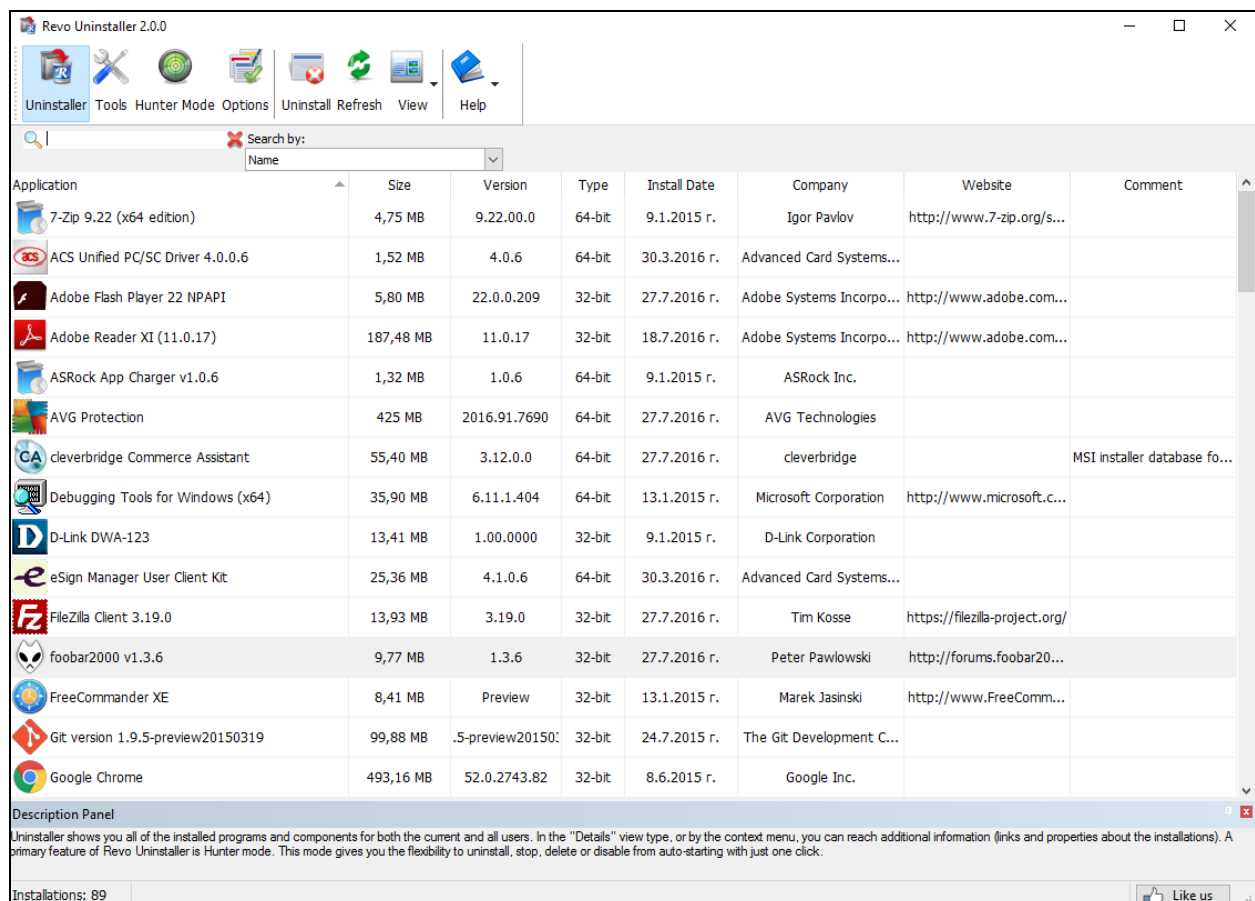 Revo Uninstaller 2.0.0
Uninstaller Tools Hunter Mode Options Uninstall Refresh View Help
Search by:
Name
Application Size Version Type Install Date Company Website Comment
7-Zip 9.22 (x64 edition) 4,75 MB 9.22.00.0 64-bit 9.1.2015 г. Igor Pavlov http://www.7-zip.org/s...
acs ACS Unified PC/SC Driver 4.0.0.6 1,52 MB 4.0.6 64-bit 30.3.2016 г. Advanced Card Systems...
Adobe Flash Player 22 NPAPI 5,80 MB 22.0.0.209 32-bit 27.7.2016 г. Adobe Systems Incorpo... http://www.adobe.com...
Adobe Reader XI (11.0.17) 187,48 MB 11.0.17 32-bit 18.7.2016 г. Adobe Systems Incorpo... http://www.adobe.com...
ASRock App Charger v1.0.6 1,32 MB 1.0.6 64-bit 9.1.2015 г. ASRock Inc.
AVG Protection 425 MB 2016.91.7690 64-bit 27.7.2016 г. AVG Technologies
CA cleverbridge Commerce Assistant 55,40 MB 3.12.0.0 64-bit 27.7.2016 г. cleverbridge MSI installer database fo...
Debugging Tools for Windows (x64) 35,90 MB 6.11.1.404 64-bit 13.1.2015 г. Microsoft Corporation http://www.microsoft.c...
D D-Link DWA-123 13,41 MB 1.00.0000 32-bit 9.1.2015 г. D-Link Corporation
eSign Manager User Client Kit 25,36 MB 4.1.0.6 64-bit 30.3.2016 г. Advanced Card Systems...
Fz FileZilla Client 3.19.0 13,93 MB 3.19.0 32-bit 27.7.2016 г. Tim Kosse https://filezilla-project.org/
foobar2000 v1.3.6 9,77 MB 1.3.6 32-bit 27.7.2016 г. Peter Pawlowski http://forums.foobar20...
FreeCommander XE 8,41 MB Preview 32-bit 13.1.2015 г. Marek Jasinski http://www.FreeComm...
Git version 1.9.5-preview20150319 99,88 MB .5-preview20150: 32-bit 24.7.2015 г. The Git Development C...
Google Chrome 493,16 MB 52.0.2743.82 32-bit 8.6.2015 г. Google Inc.
Description Panel
Uninstaller shows you all of the installed programs and components for both the current and all users. In the "Details" view type, or by the context menu, you can reach additional information (links and properties about the installations). A
primary feature of Revo Uninstaller is Hunter mode. This mode gives you the flexibility to uninstall, stop, delete or disable from auto-starting with just one click.
Installations: 89 Like us